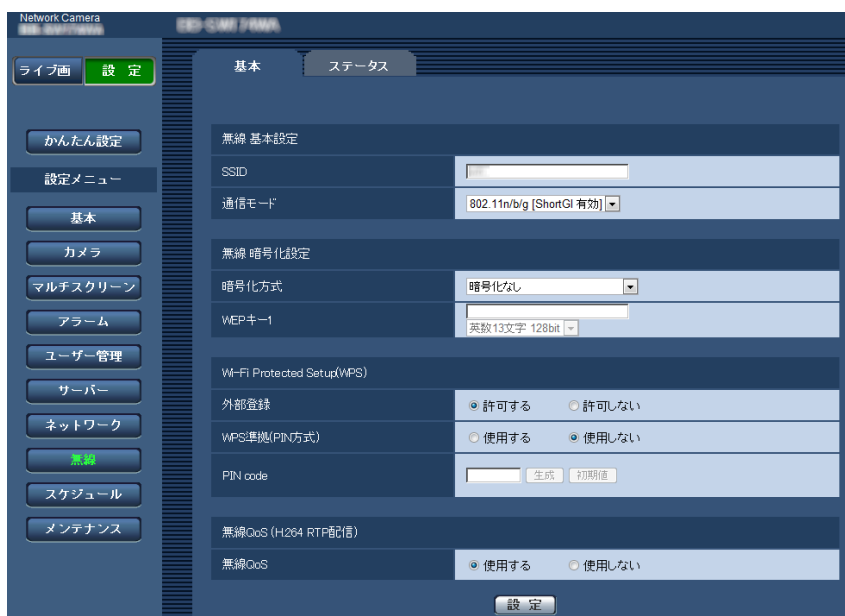 Network Camera
ライブ画
設 定
基本
ステータス
かんたん設定
設定メニュー
基本
カメラ
マルチスクリーン
アラーム
ユーザー管理
サーバー
ネットワーク
無線
スケジュール
メンテナンス
無線 基本設定
SSID
通信モード 802.11n/b/g [ShortGI 有効]
無線 暗号化設定
暗号化方式 暗号化なし
WEPキー1
英数13文字 128bit
Wi-Fi Protected Setup(WPS)
外部登録 許可する 許可しない
WPS準拠(PIN方式) 使用する 使用しない
PIN code 生成 初期値
無線QoS (H.264 RTP配信)
無線QoS 使用する 使用しない
設 定